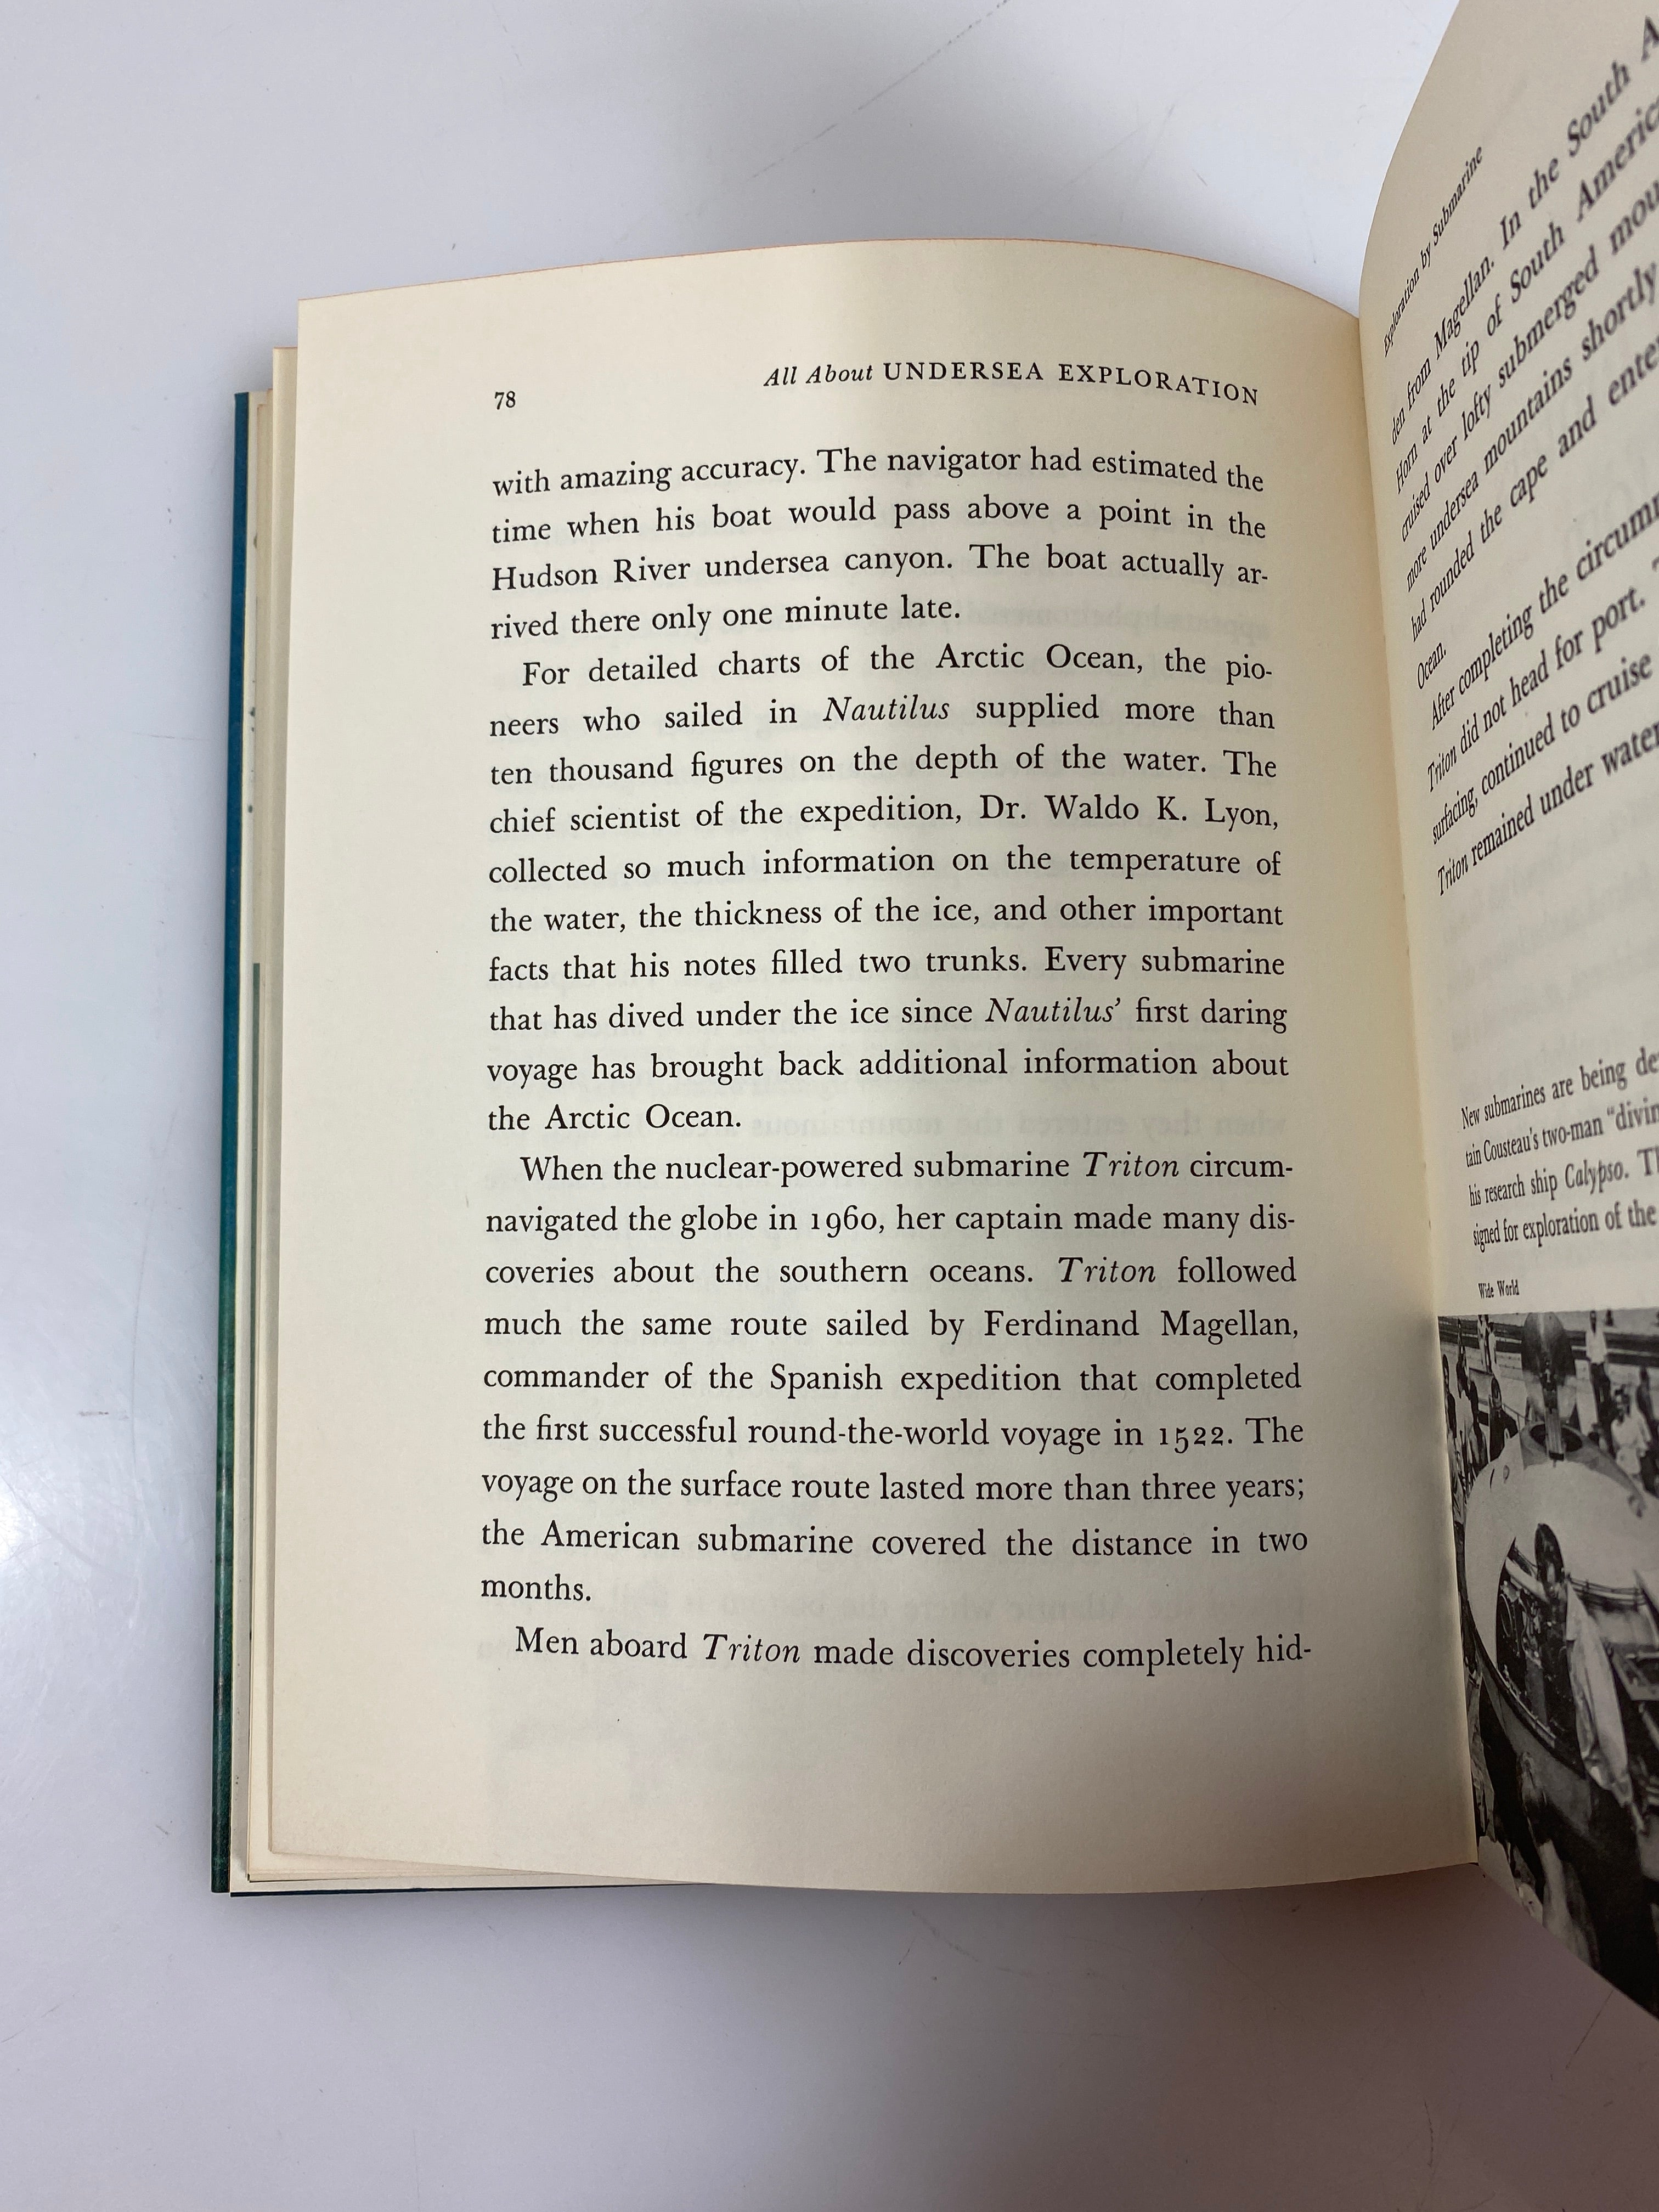 78
All About UNDERSEA EXPLORATION
with amazing accuracy. The navigator had estimated the
time when his boat would pass above a point in the
Hudson River undersea canyon. The boat actually ar-
rived there only one minute late.
For detailed charts of the Arctic Ocean, the pio-
neers who sailed in Nautilus supplied more than
ten thousand figures on the depth of the water. The
chief scientist of the expedition, Dr. Waldo K. Lyon,
collected so much information on the temperature of
the water, the thickness of the ice, and other important
facts that his notes filled two trunks. Every submarine
that has dived under the ice since Nautilus' first daring
voyage has brought back additional information about
the Arctic Ocean.
When the nuclear-powered submarine Triton circum-
navigated the globe in 1960, her captain made many dis-
coveries about the southern oceans. Triton followed
much the same route sailed by Ferdinand Magellan,
commander of the Spanish expedition that completed
the first successful round-the-world voyage in 1522. The
voyage on the surface route lasted more than three years;
the American submarine covered the distance in two
months.
Men aboard Triton made discoveries completely hid-
Exploration by Submarine
den from Magellan. In the South A
Horn at the tip of South Americ
cruised over lofty submerged mou
more undersea mountains shortly
had rounded the cape and ente
Ocean.
After completing the circum
Triton did not head for port.
surfacing, continued to cruise
Triton remained under water
New submarines are being de
tain Cousteau's two-man "divin
his research ship Calypso. Th
signed for exploration of the
Wide World